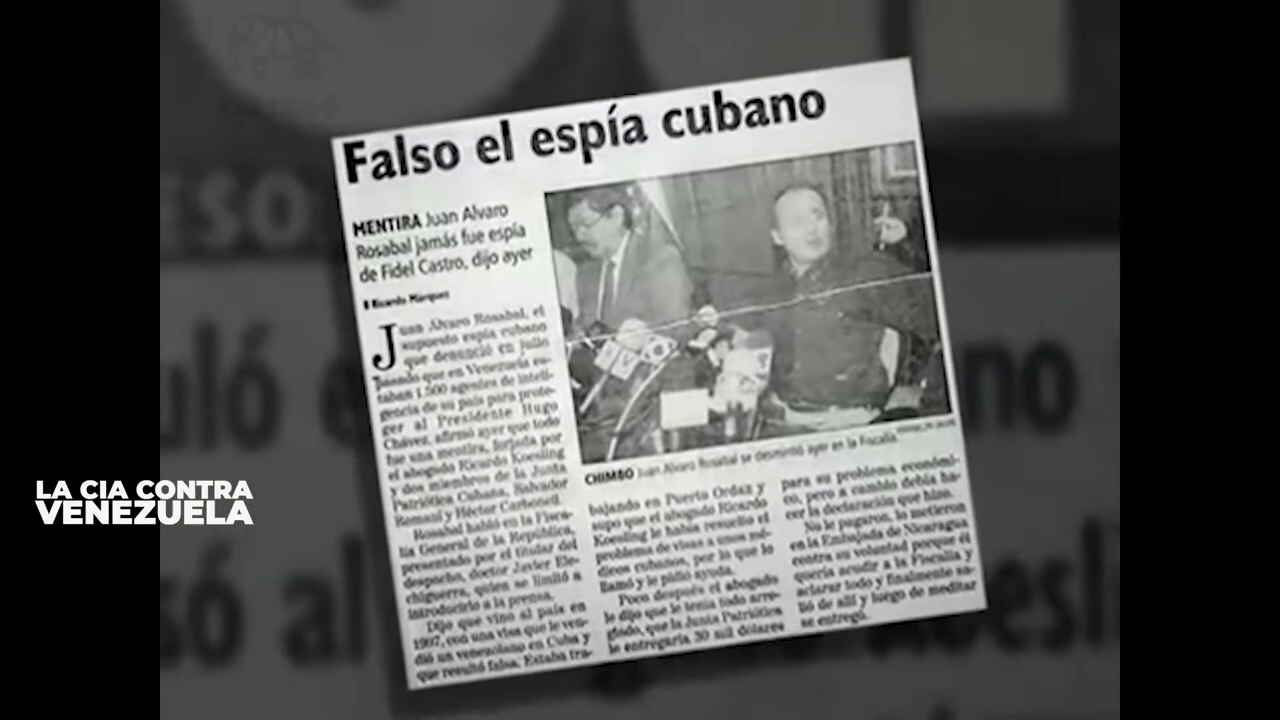 Falso el espía cubano
MENTIRA Juan Alvaro
Rosabal jamás fue espía
de Fidel Castro, dijo ayer
Ricardo Márquez
Juan Álvaro Rosabal, el
supuesto espía cubano
que denunció en julio
pasado que en Venezuela es-
taban 1.500 agentes de inteli-
gencia de su país para prote-
ger al Presidente Hugo
Chávez, afirmó ayer que todo
fue una mentira, forjada por
el abogado Ricardo Koesling
y dos miembros de la Junta
Patriótica Cubana, Salvador
Romaní y Héctor Carbonell.
Rosabal habló en la Fisca-
lía General de la República,
presentado por el titular del
despacho, doctor Javier Ele-
chiguerra, quien se limitó a
introducirlo a la prensa.
Dijo que vino al país en
1997, con una visa que le ven-
dió un venezolano en Cuba y
que resultó falsa. Estaba tra-
CHIMBO Juan Alvaro Rosabal se desmintió ayer en la Fiscalía
bajando en Puerto Ordaz y
supo que el abogado Ricardo
Koesling le había resuelto el
problema de visas a unos mé-
dicos cubanos, por lo que lo
llamó y le pidió ayuda.
Poco después el abogado
le dijo que le tenía todo arre-
glado, que la Junta Patriótica
le entregaría 30 mil dólares
para su problema económi-
co, pero a cambio debía ha-
cer la declaración que hizo.
No le pagaron, lo metieron
en la Embajada de Nicaragua
contra su voluntad porque él
quería acudir a la Fiscalía y
aclarar todo y finalmente sa-
lió de allí y luego de meditar
se entregó.
LA CIA CONTRA
VENEZUELA